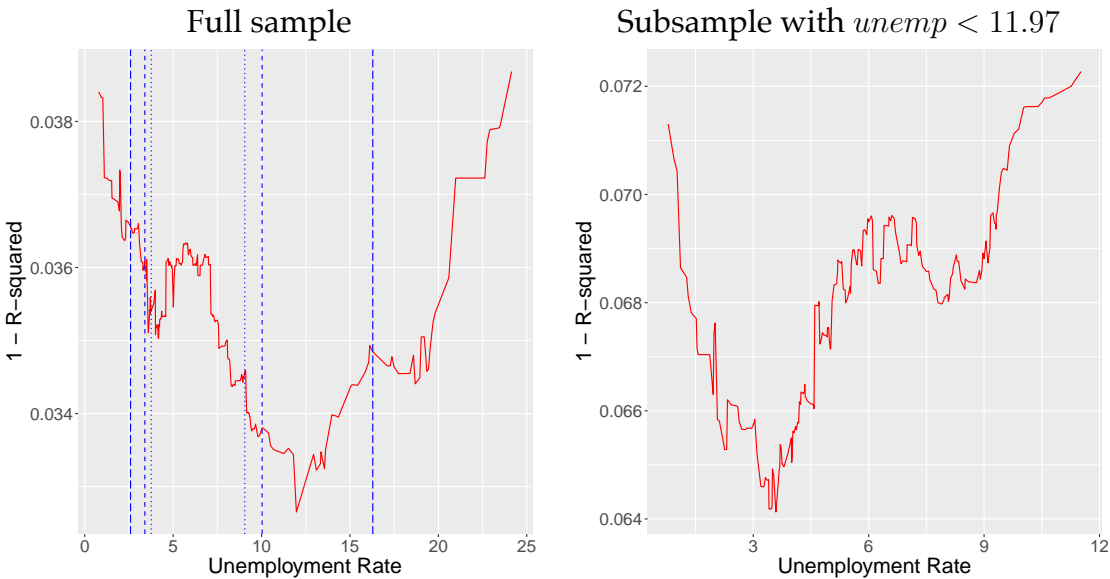 Full sample
0.038
0.036
0.034
1 − R−squared
0 5 10 15 20 25
Unemployment Rate
Subsample with unemp < 11.97
0.072
0.070
0.068
0.066
0.064
1 − R−squared
3 6 9 12
Unemployment Rate